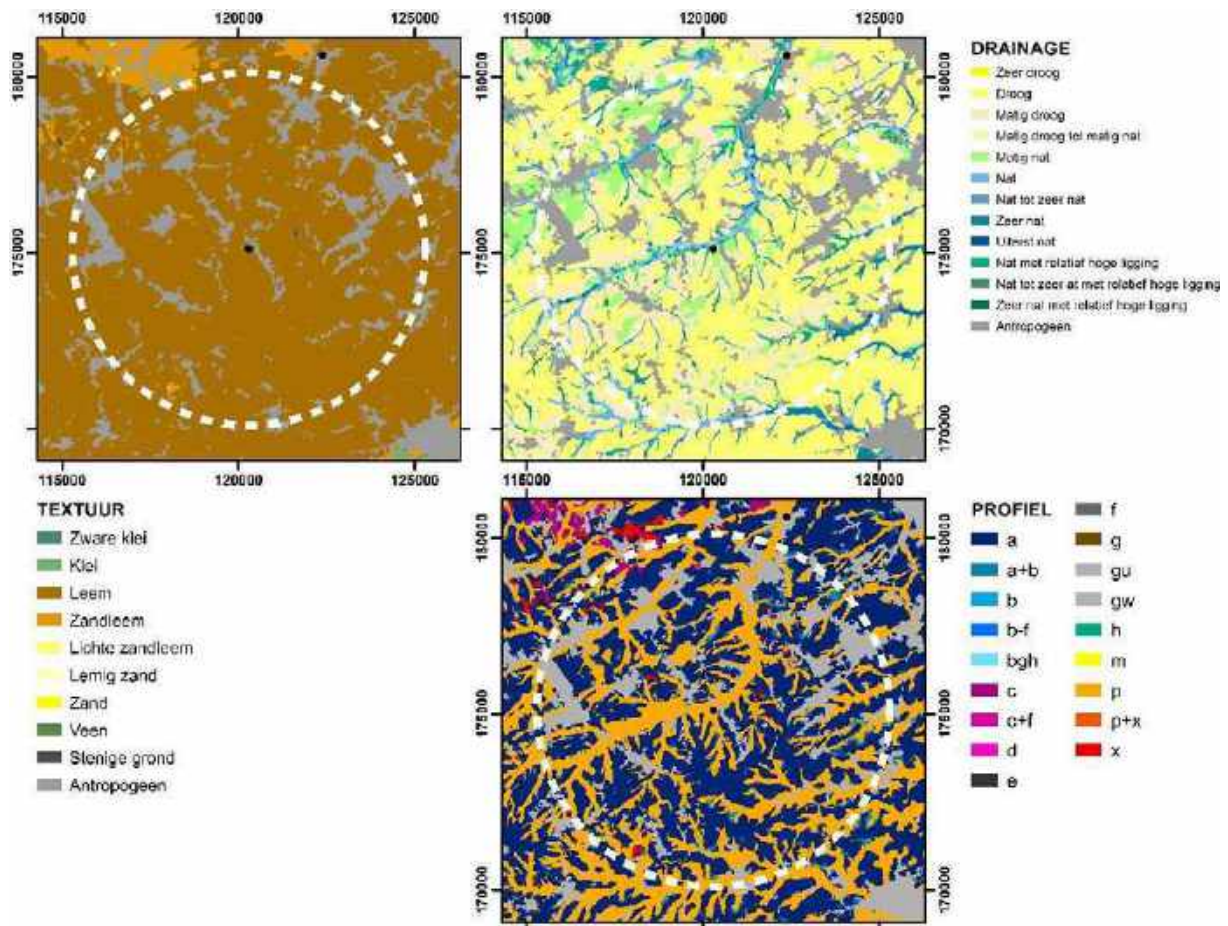 115000 120000 125000
115000 120000 125000
180000
175000
180000
175000
170000
115000 120000 125000
115000 120000 125000
DRAINAGE
Zeer droog
Droog
Matig droog
Matig droog tot matig nat
Matig nat
Nat
Nat tot zeer nat
Zeer nat
Uiterst nat
Nat met relatief hoge ligging
Nat tot zeer at met relatief hoge ligging
Zeer nat met relatief hoge ligging
Antropogeen
TEXTUUR
Zware klei
Klei
Leem
Zandleem
Lichte zandleem
Lemig zand
Zand
Veen
Stenige grond
Antropogeen
180000
175000
170000
180000
175000
170000
PROFIEL
a
a+b
b
b-f
bgh
c
c+f
d
e
f
g
gu
gw
h
m
p
p+x
x